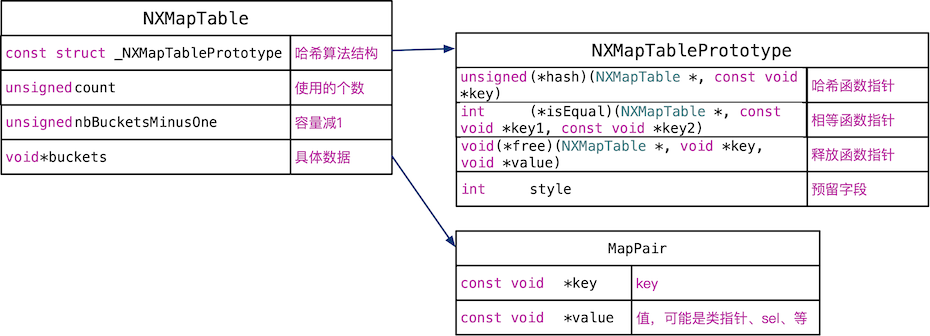 NXMapTable
const struct _NXMapTablePrototype 哈希算法结构
unsigned count 使用的个数
unsigned nbBucketsMinusOne 容量减1
void *buckets 具体数据
NXMapTablePrototype
unsigned (*hash)(NXMapTable *, const void
*key) 哈希函数指针
int (*isEqual)(NXMapTable *, const
void *key1, const void *key2) 相等函数指针
void (*free)(NXMapTable *, void *key,
void *value) 释放函数指针
int style 预留字段
MapPair
const void *key key
const void *value 值，可能是类指针、sel、等